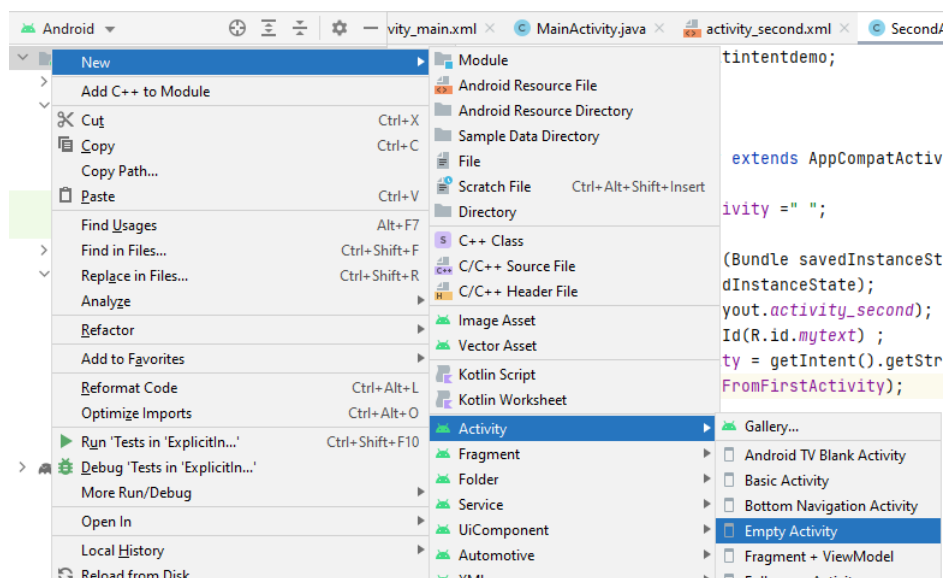 Android
vity_main.xml
MainActivity.java
activity_second.xml
SecondA
New
Add C++ to Module
Cut Ctrl+X
Copy Ctrl+C
Copy Path...
Paste Ctrl+V
Find Usages Alt+F7
Find in Files... Ctrl+Shift+F
Replace in Files... Ctrl+Shift+R
Analyze
Refactor
Add to Favorites
Reformat Code Ctrl+Alt+L
Optimize Imports Ctrl+Alt+O
Run 'Tests in 'ExplicitIn...' Ctrl+Shift+F10
Debug 'Tests in 'ExplicitIn...'
More Run/Debug
Open In
Local History
Reload from Disk
Module
Android Resource File
Android Resource Directory
Sample Data Directory
File
Scratch File Ctrl+Alt+Shift+Insert
Directory
S C++ Class
C++ C/C++ Source File
H C/C++ Header File
Image Asset
Vector Asset
Kotlin Script
Kotlin Worksheet
Activity
Fragment
Folder
Service
UiComponent
Automotive
tintentdemo;
extends AppCompatActiv
ivity =" ";
(Bundle savedInstanceSt
dInstanceState);
yout.activity_second);
Id(R.id.mytext) ;
ty = getIntent().getStr
FromFirstActivity);
Gallery...
Android TV Blank Activity
Basic Activity
Bottom Navigation Activity
Empty Activity
Fragment + ViewModel